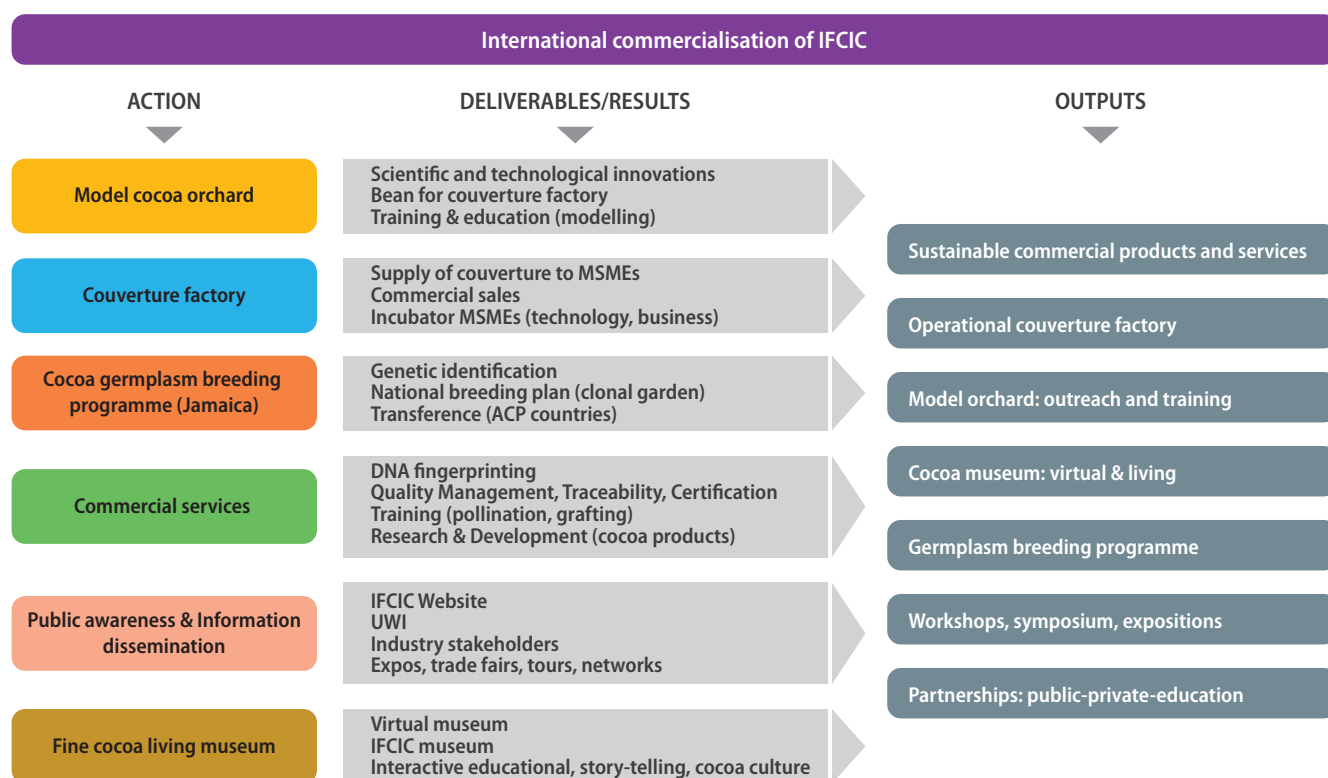 International commercialisation of IFCIC
ACTION
DELIVERABLES/RESULTS
OUTPUTS
Model cocoa orchard
Scientific and technological innovations
Bean for couverture factory
Training & education (modelling)
Couverture factory
Supply of couverture to MSMEs
Commercial sales
Incubator MSMEs (technology, business)
Cocoa germplasm breeding
programme (Jamaica)
Genetic identification
National breeding plan (clonal garden)
Transference (ACP countries)
Commercial services
DNA fingerprinting
Quality Management, Traceability, Certification
Training (pollination, grafting)
Research & Development (cocoa products)
Public awareness & Information
dissemination
IFCIC Website
UWI
Industry stakeholders
Expos, trade fairs, tours, networks
Fine cocoa living museum
Virtual museum
IFCIC museum
Interactive educational, story-telling, cocoa culture
Sustainable commercial products and services
Operational couverture factory
Model orchard: outreach and training
Cocoa museum: virtual & living
Germplasm breeding programme
Workshops, symposium, expositions
Partnerships: public-private-education